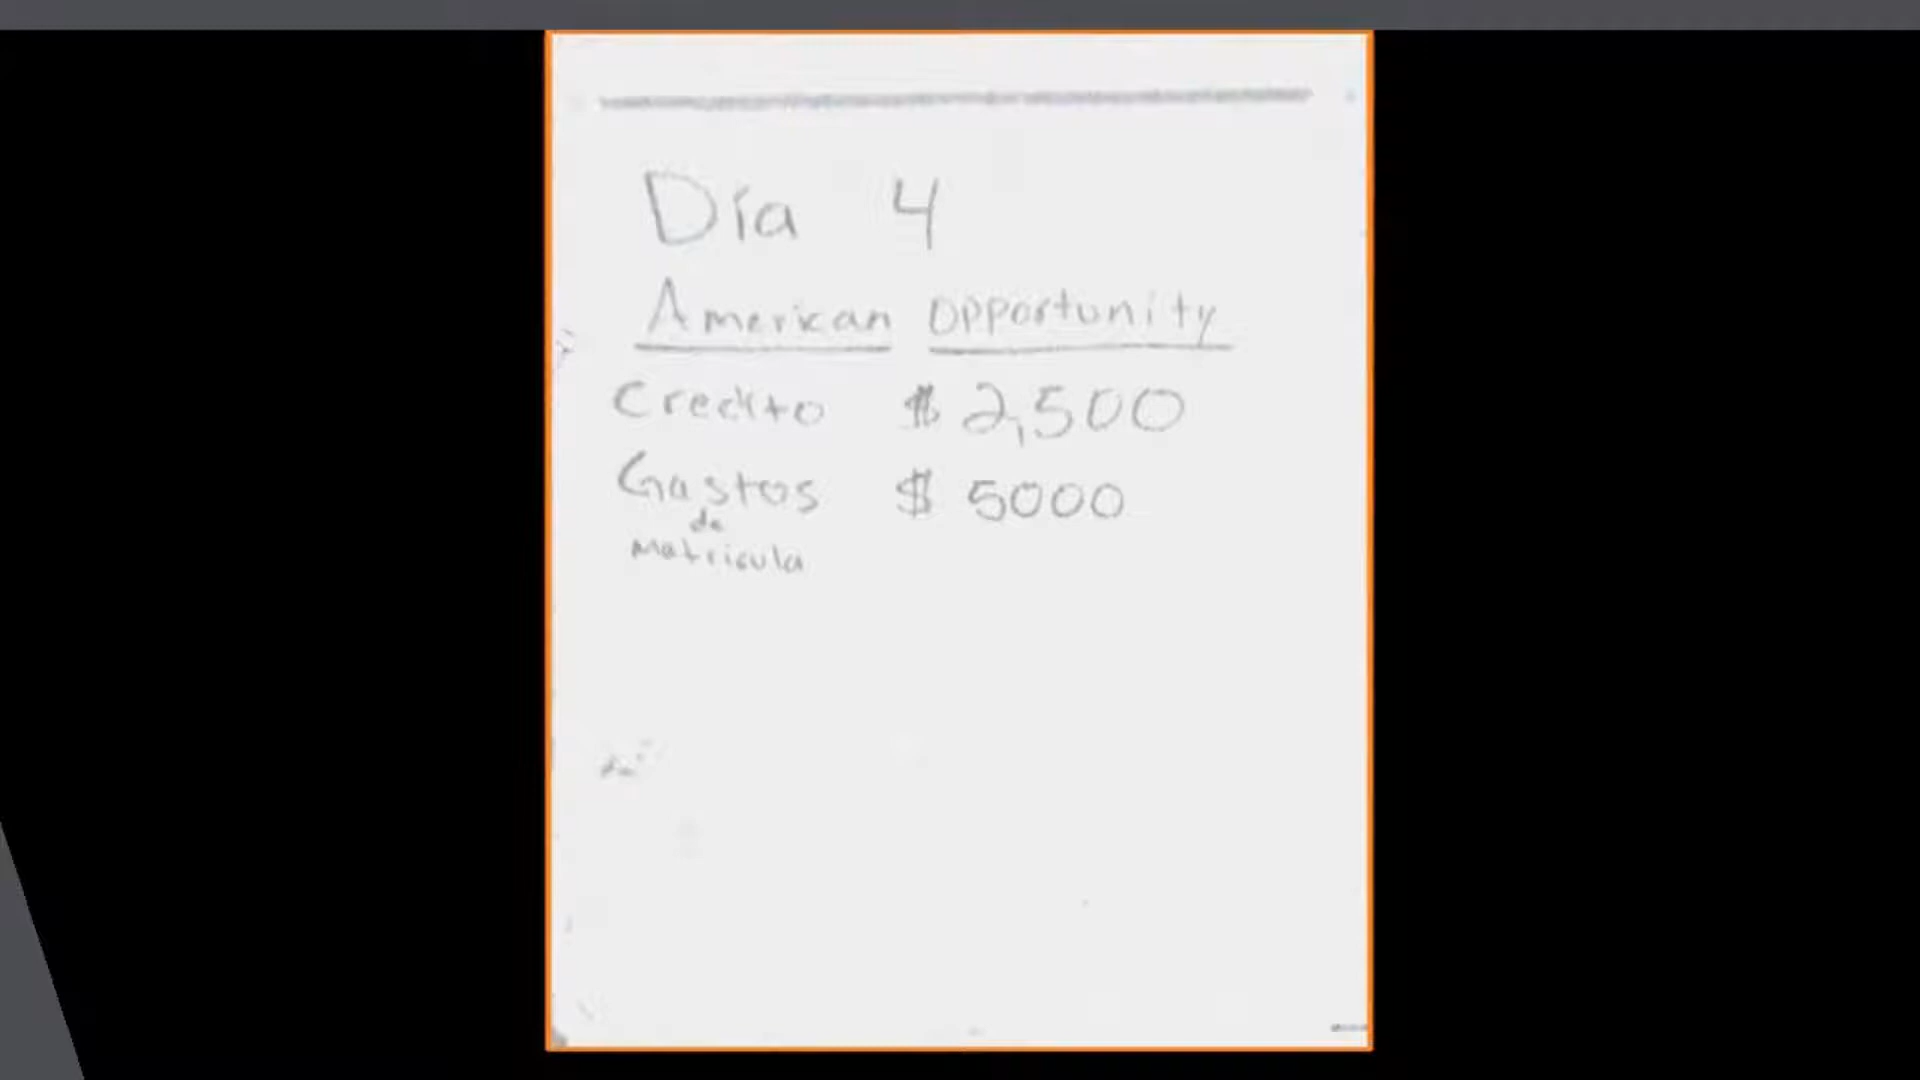 Día 4
American opportunity
Credito $ 2,500
Gastos $ 5000
de
matricula